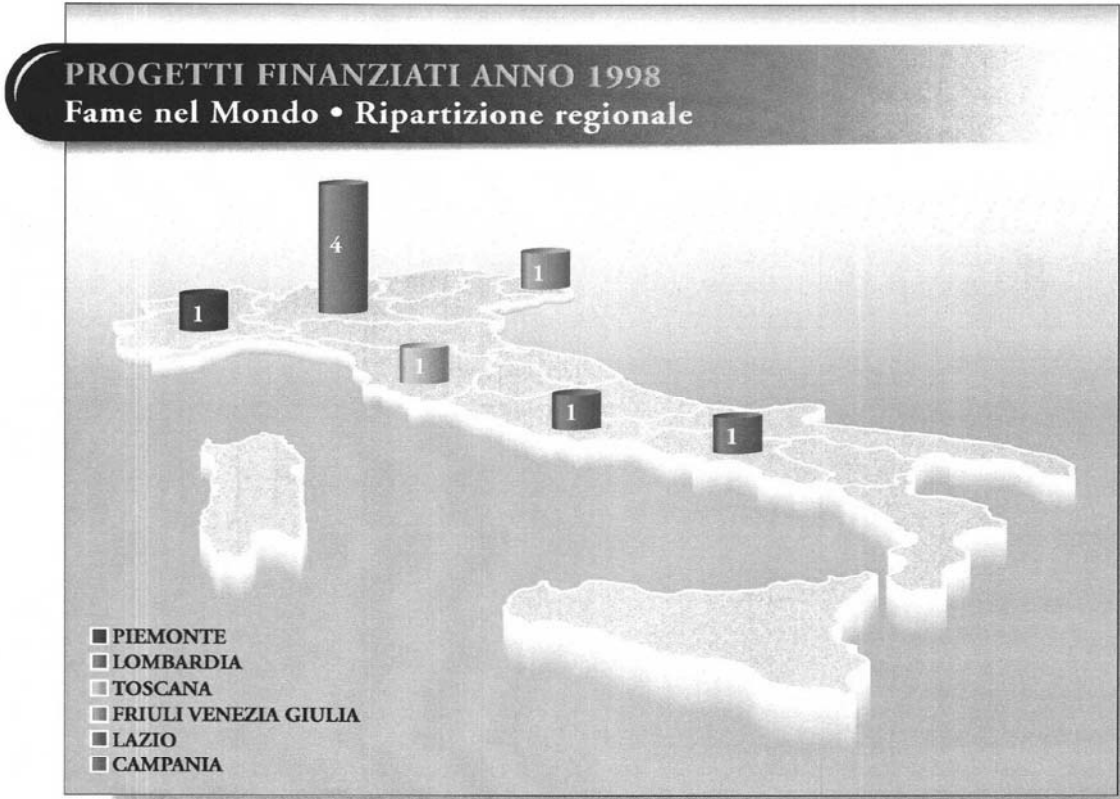 PROGETTI FINANZIATI ANNO 1998
Fame nel Mondo • Ripartizione regionale
4
1
1
1
1
1
PIEMONTE
LOMBARDIA
TOSCANA
FRIULI VENEZIA GIULIA
LAZIO
CAMPANIA